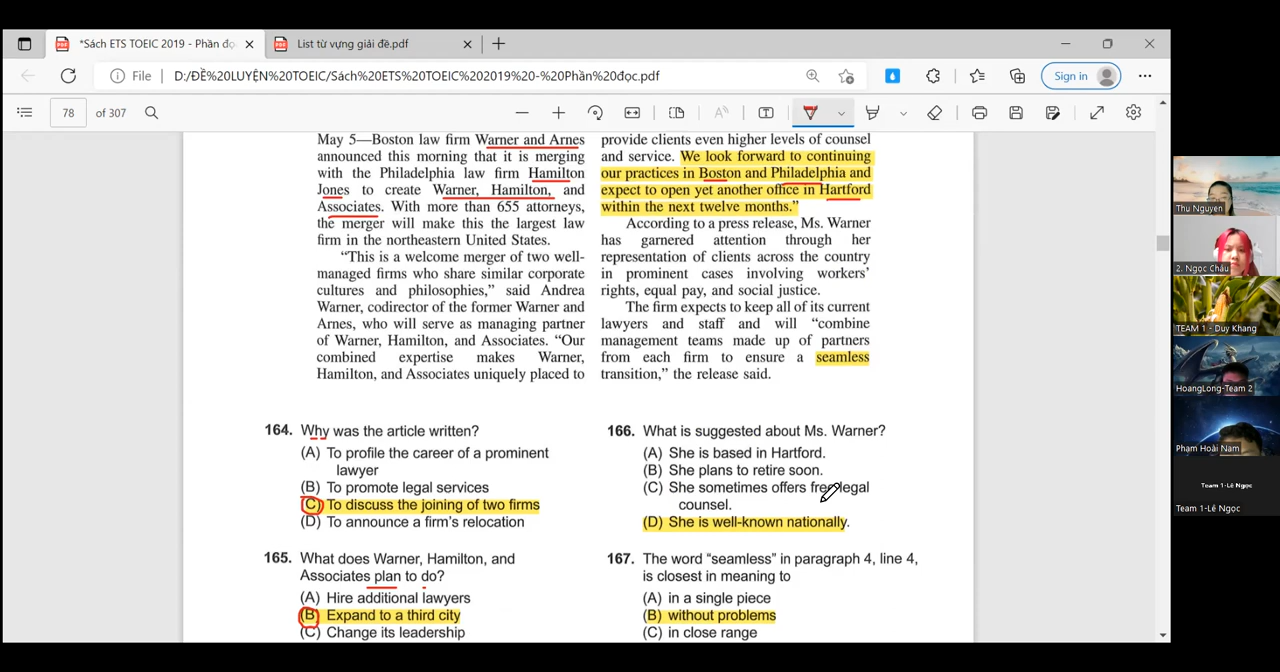 *Sách ETS TOEIC 2019 - Phần đọc
List từ vựng giải đề.pdf
File
D:/ĐỀ%20LUYỆN%20TOEIC/Sách%20ETS%20TOEIC%202019%20-%20Phần%20đọc.pdf
Sign in
78 of 307
May 5—Boston law firm Warner and Arnes
announced this morning that it is merging
with the Philadelphia law firm Hamilton
Jones to create Warner, Hamilton, and
Associates. With more than 655 attorneys,
the merger will make this the largest law
firm in the northeastern United States.
“This is a welcome merger of two well-
managed firms who share similar corporate
cultures and philosophies,” said Andrea
Warner, codirector of the former Warner and
Arnes, who will serve as managing partner
of Warner, Hamilton, and Associates. “Our
combined expertise makes Warner,
Hamilton, and Associates uniquely placed to
provide clients even higher levels of counsel
and service. We look forward to continuing
our practices in Boston and Philadelphia and
expect to open yet another office in Hartford
within the next twelve months.”
According to a press release, Ms. Warner
has garnered attention through her
representation of clients across the country
in prominent cases involving workers’
rights, equal pay, and social justice.
The firm expects to keep all of its current
lawyers and staff and will “combine
management teams made up of partners
from each firm to ensure a seamless
transition,” the release said.
164. Why was the article written?
(A) To profile the career of a prominent
lawyer
(B) To promote legal services
(C) To discuss the joining of two firms
(D) To announce a firm’s relocation
165. What does Warner, Hamilton, and
Associates plan to do?
(A) Hire additional lawyers
(B) Expand to a third city
(C) Change its leadership
166. What is suggested about Ms. Warner?
(A) She is based in Hartford.
(B) She plans to retire soon.
(C) She sometimes offers free legal
counsel.
(D) She is well-known nationally.
167. The word “seamless” in paragraph 4, line 4,
is closest in meaning to
(A) in a single piece
(B) without problems
(C) in close range
Thu Nguyen
2. Ngọc Cháu
TEAM 1 - Duy Khang
HoangLong-Team 2
Phạm Hoài Nam
Team 1-Lê Ngọc
Team 1-Lê Ngọc